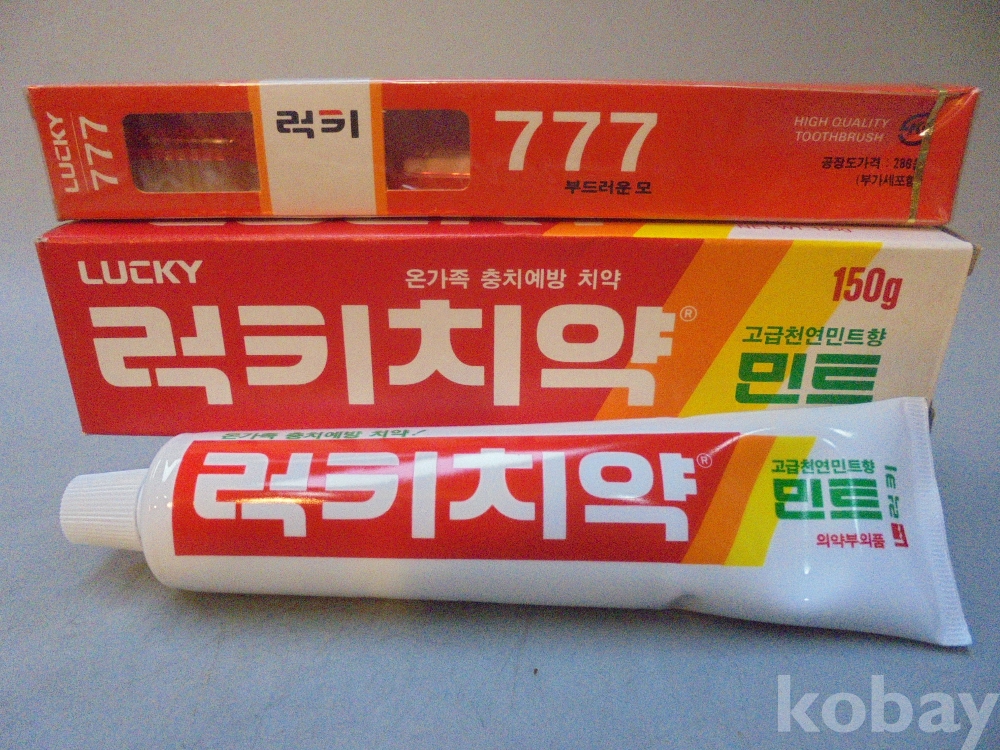 LUCKY
777
럭키
777
부드러운 모
HIGH QUALITY
TOOTHBRUSH
공장도가격 :
(부가세포함
LUCKY
온가족 충치예방 치약
럭키치약®
150g
고급천연민트향
민트
온가족 충치예방 치약!
럭키치약®
고급천연민트향
민트
의약부외품
럭키
kobay